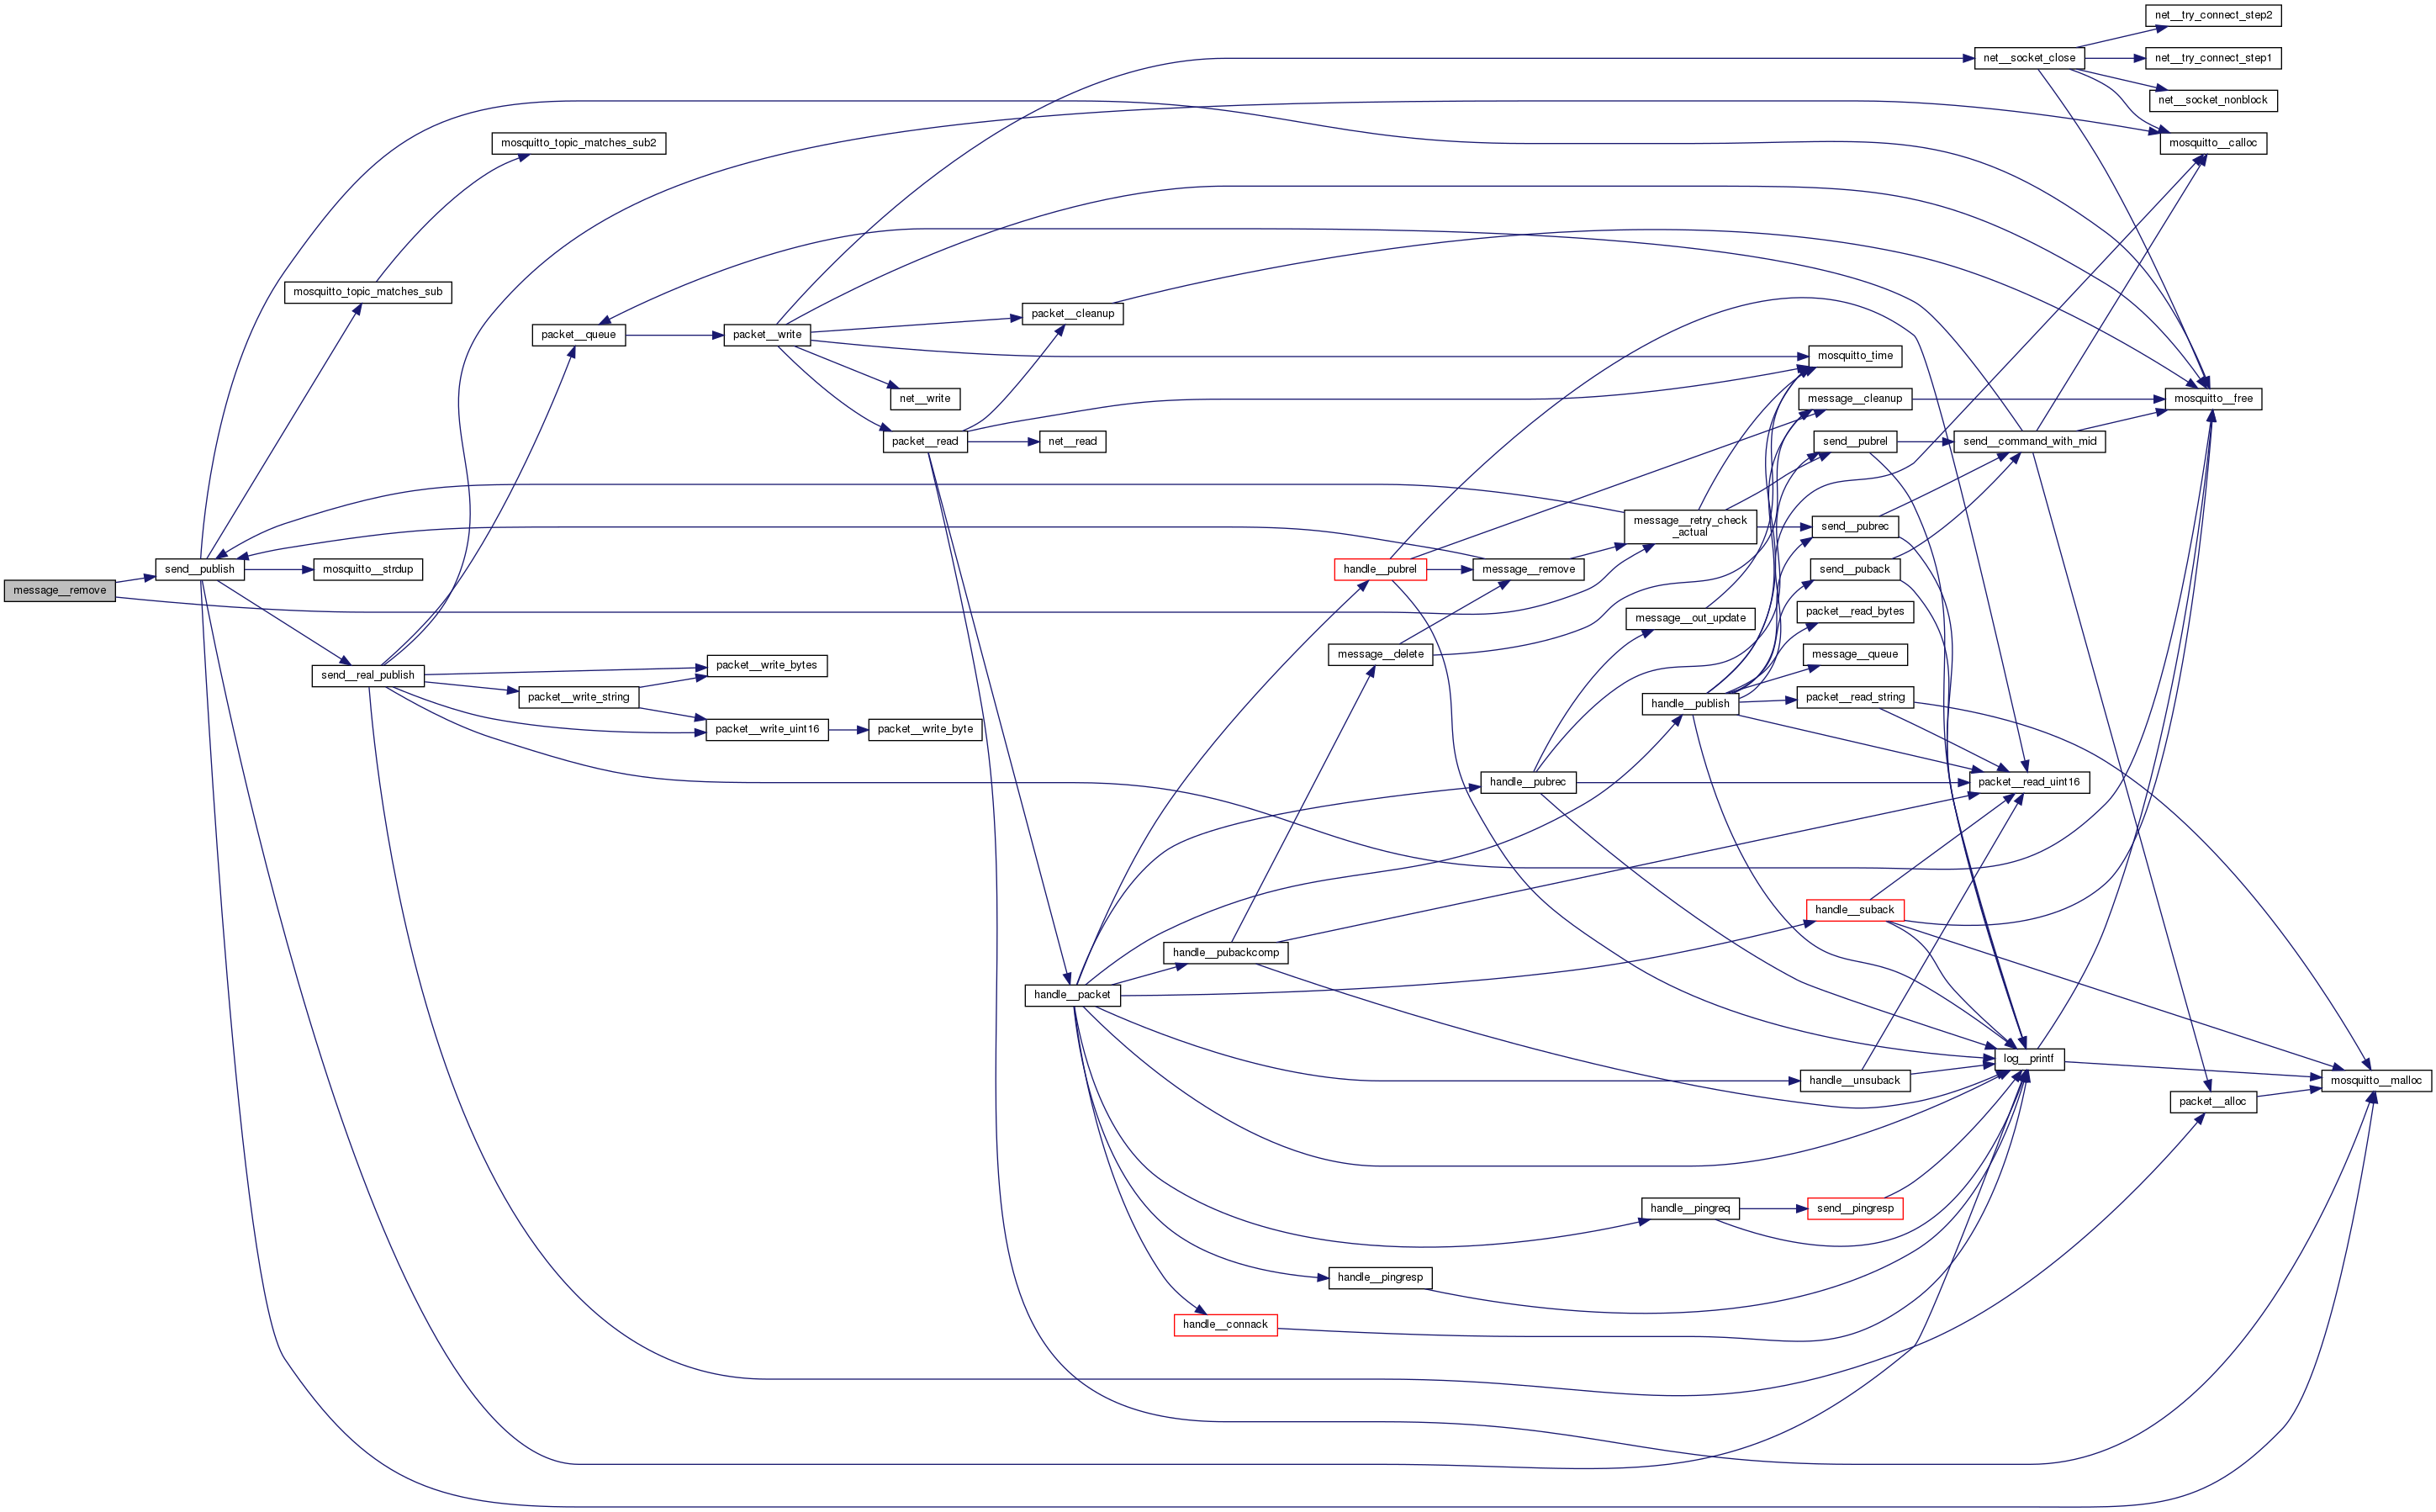 net__try_connect_step2
net__socket_close
net__try_connect_step1
net__socket_nonblock
mosquitto_topic_matches_sub2
mosquitto__calloc
mosquitto_topic_matches_sub
packet__cleanup
packet__queue
packet__write
mosquitto_time
net__write
message__cleanup
mosquitto__free
packet__read
net__read
send__pubrel
send__command_with_mid
message__retry_check
_actual
send__pubrec
message__remove
send__publish
mosquitto__strdup
handle__pubrel
message__remove
send__puback
message__out_update
packet__read_bytes
message__delete
message__queue
send__real_publish
packet__write_bytes
packet__write_string
handle__publish
packet__read_string
packet__write_uint16
packet__write_byte
handle__pubrec
packet__read_uint16
handle__suback
handle__pubackcomp
handle__packet
log__printf
handle__unsuback
mosquitto__malloc
packet__alloc
handle__pingreq
send__pingresp
handle__pingresp
handle__connack